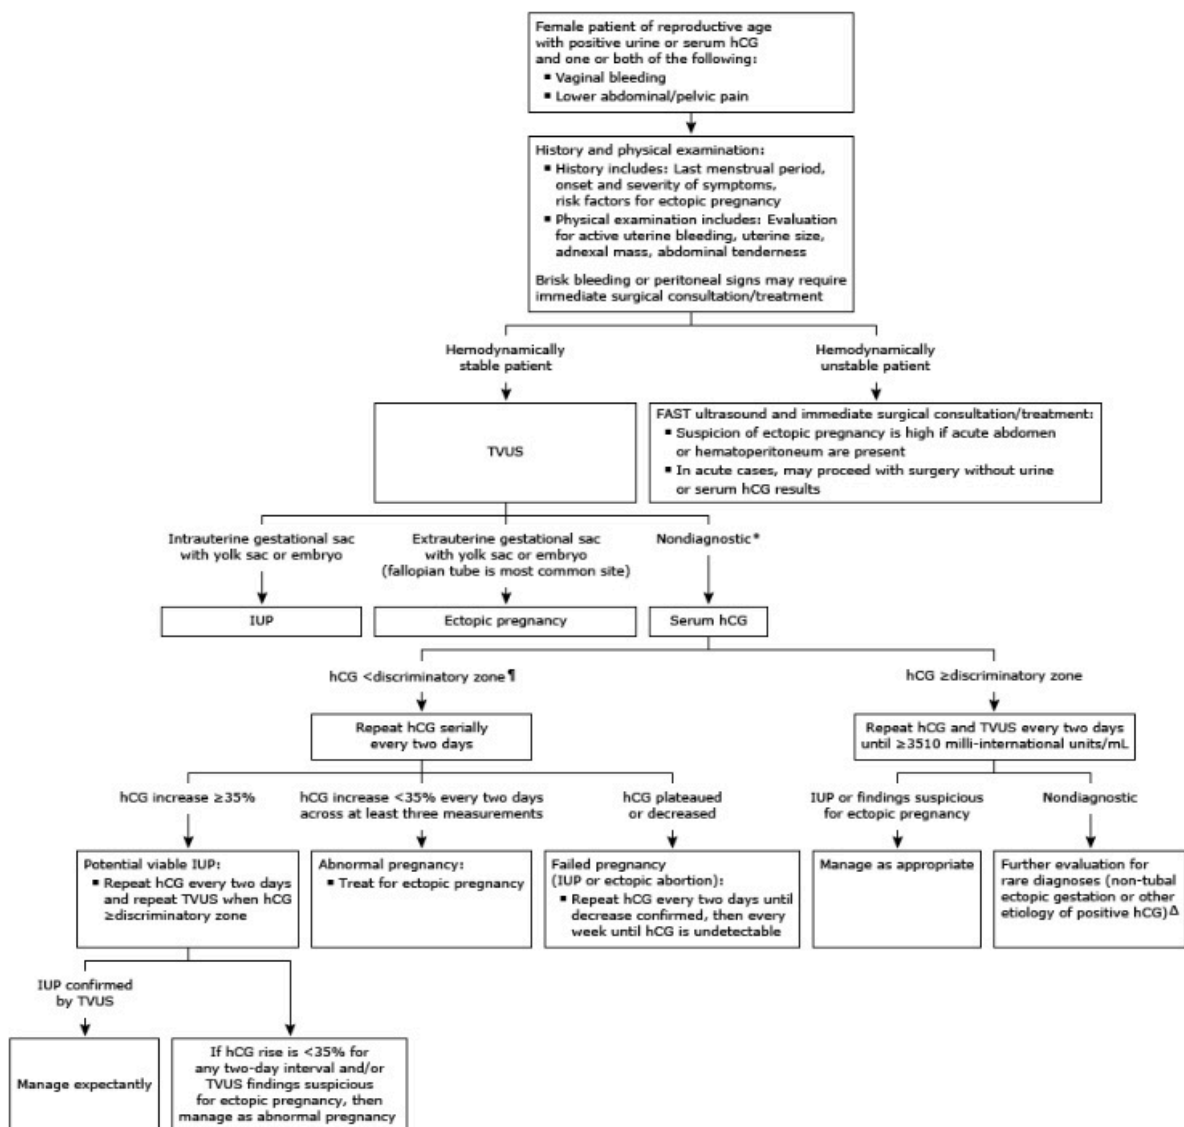 Female patient of reproductive age
with positive urine or serum hCG
and one or both of the following:
▪ Vaginal bleeding
▪ Lower abdominal/pelvic pain
History and physical examination:
▪ History includes: Last menstrual period,
onset and severity of symptoms,
risk factors for ectopic pregnancy
▪ Physical examination includes: Evaluation
for active uterine bleeding, uterine size,
adnexal mass, abdominal tenderness
Brisk bleeding or peritoneal signs may require
immediate surgical consultation/treatment
Hemodynamically
stable patient
Hemodynamically
unstable patient
TVUS
FAST ultrasound and immediate surgical consultation/treatment:
▪ Suspicion of ectopic pregnancy is high if acute abdomen
or hematoperitoneum are present
▪ In acute cases, may proceed with surgery without urine
or serum hCG results
Intrauterine gestational sac
with yolk sac or embryo
Extrauterine gestational sac
with yolk sac or embryo
(fallopian tube is most common site)
Nondiagnostic*
IUP
Ectopic pregnancy
Serum hCG
hCG <discriminatory zone¶
hCG ≥discriminatory zone
Repeat hCG serially
every two days
Repeat hCG and TVUS every two days
until ≥3510 milli-international units/mL
hCG increase ≥35%
hCG increase <35% every two days
across at least three measurements
hCG plateaued
or decreased
IUP or findings suspicious
for ectopic pregnancy
Nondiagnostic
Potential viable IUP:
▪ Repeat hCG every two days
and repeat TVUS when hCG
≥discriminatory zone
Abnormal pregnancy:
▪ Treat for ectopic pregnancy
Failed pregnancy
(IUP or ectopic abortion):
▪ Repeat hCG every two days until
decrease confirmed, then every
week until hCG is undetectable
Manage as appropriate
Further evaluation for
rare diagnoses (non-tubal
ectopic gestation or other
etiology of positive hCG)Δ
IUP confirmed
by TVUS
Manage expectantly
If hCG rise is <35% for
any two-day interval and/or
TVUS findings suspicious
for ectopic pregnancy, then
manage as abnormal pregnancy